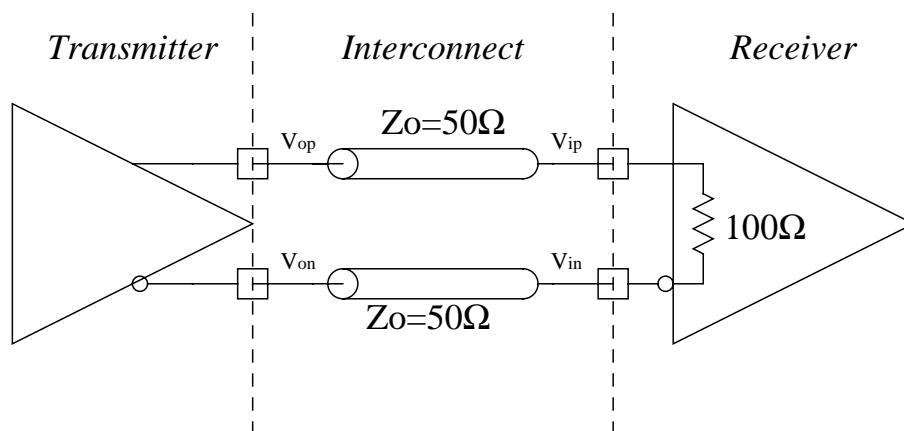 Transmitter Interconnect Receiver
Zo=50Ω
Vop Vip
100Ω
Von Vin
Zo=50Ω